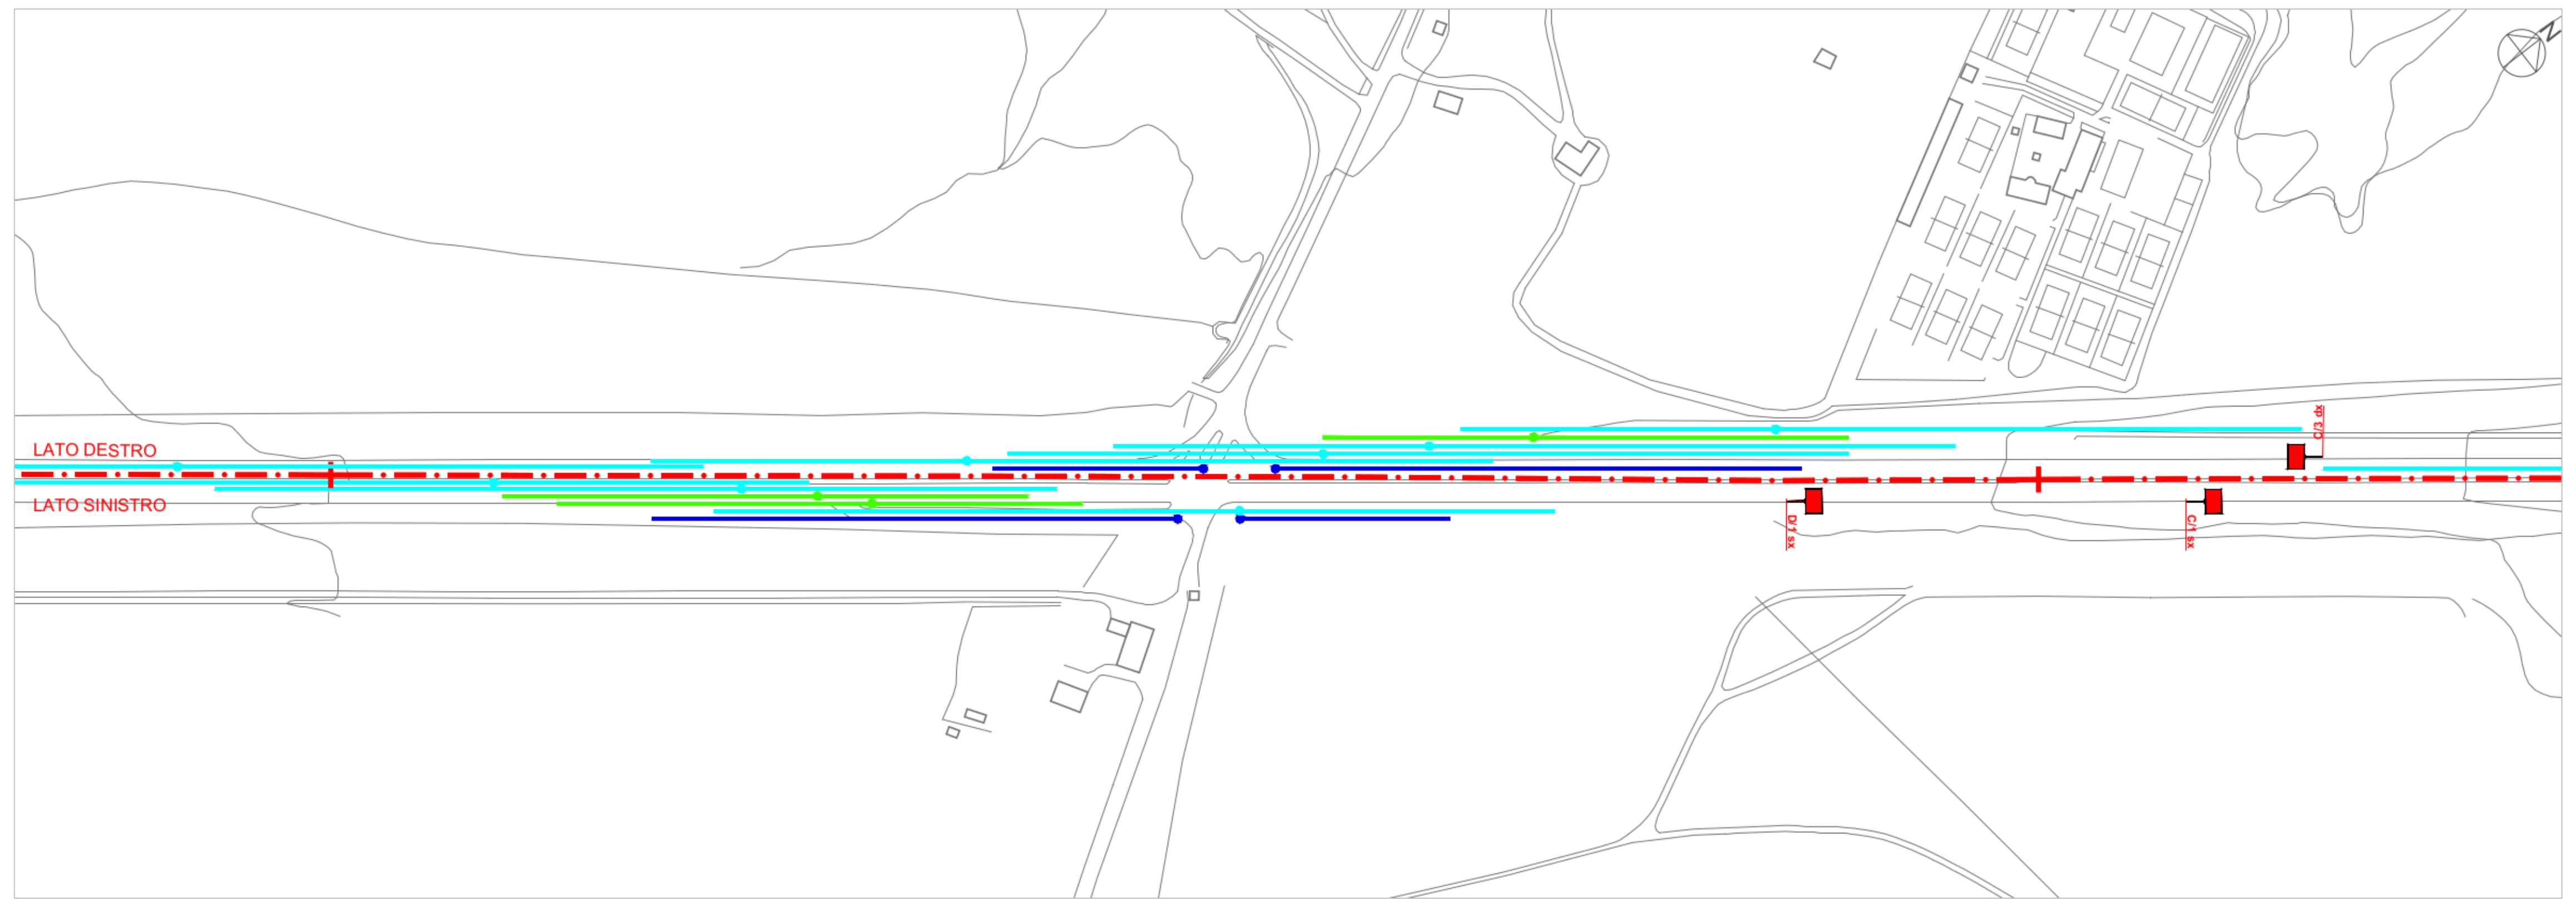 N
LATO DESTRO
LATO SINISTRO
C/3 dx
D/1 sx
C/1 sx